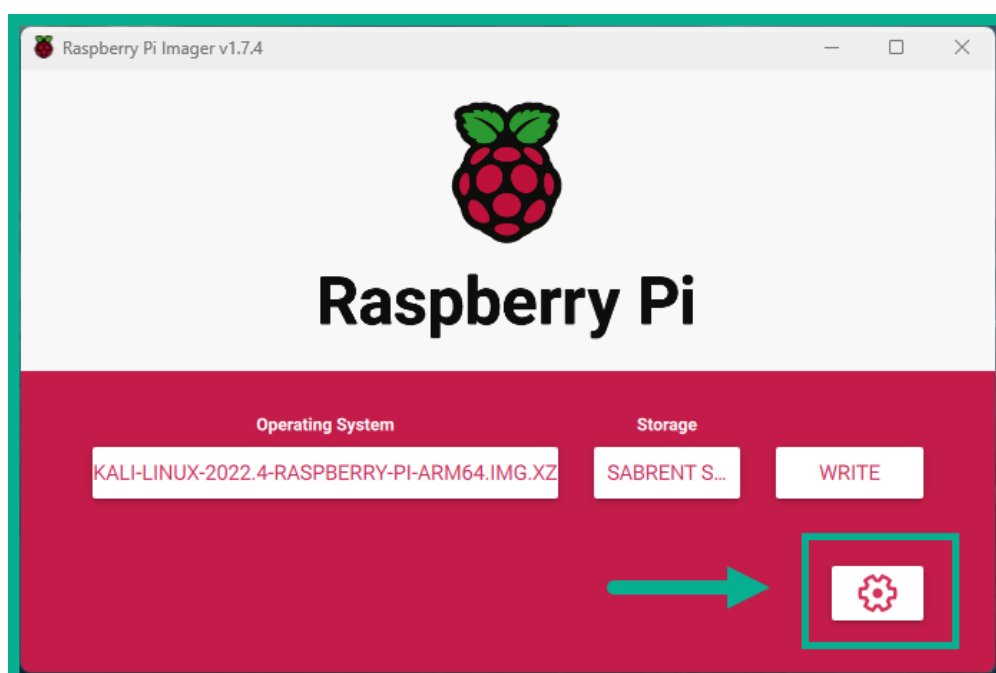 Raspberry Pi Imager v1.7.4
Raspberry Pi
Operating System
Storage
KALI-LINUX-2022.4-RASPBERRY-PI-ARM64.IMG.XZ
SABRENT S...
WRITE